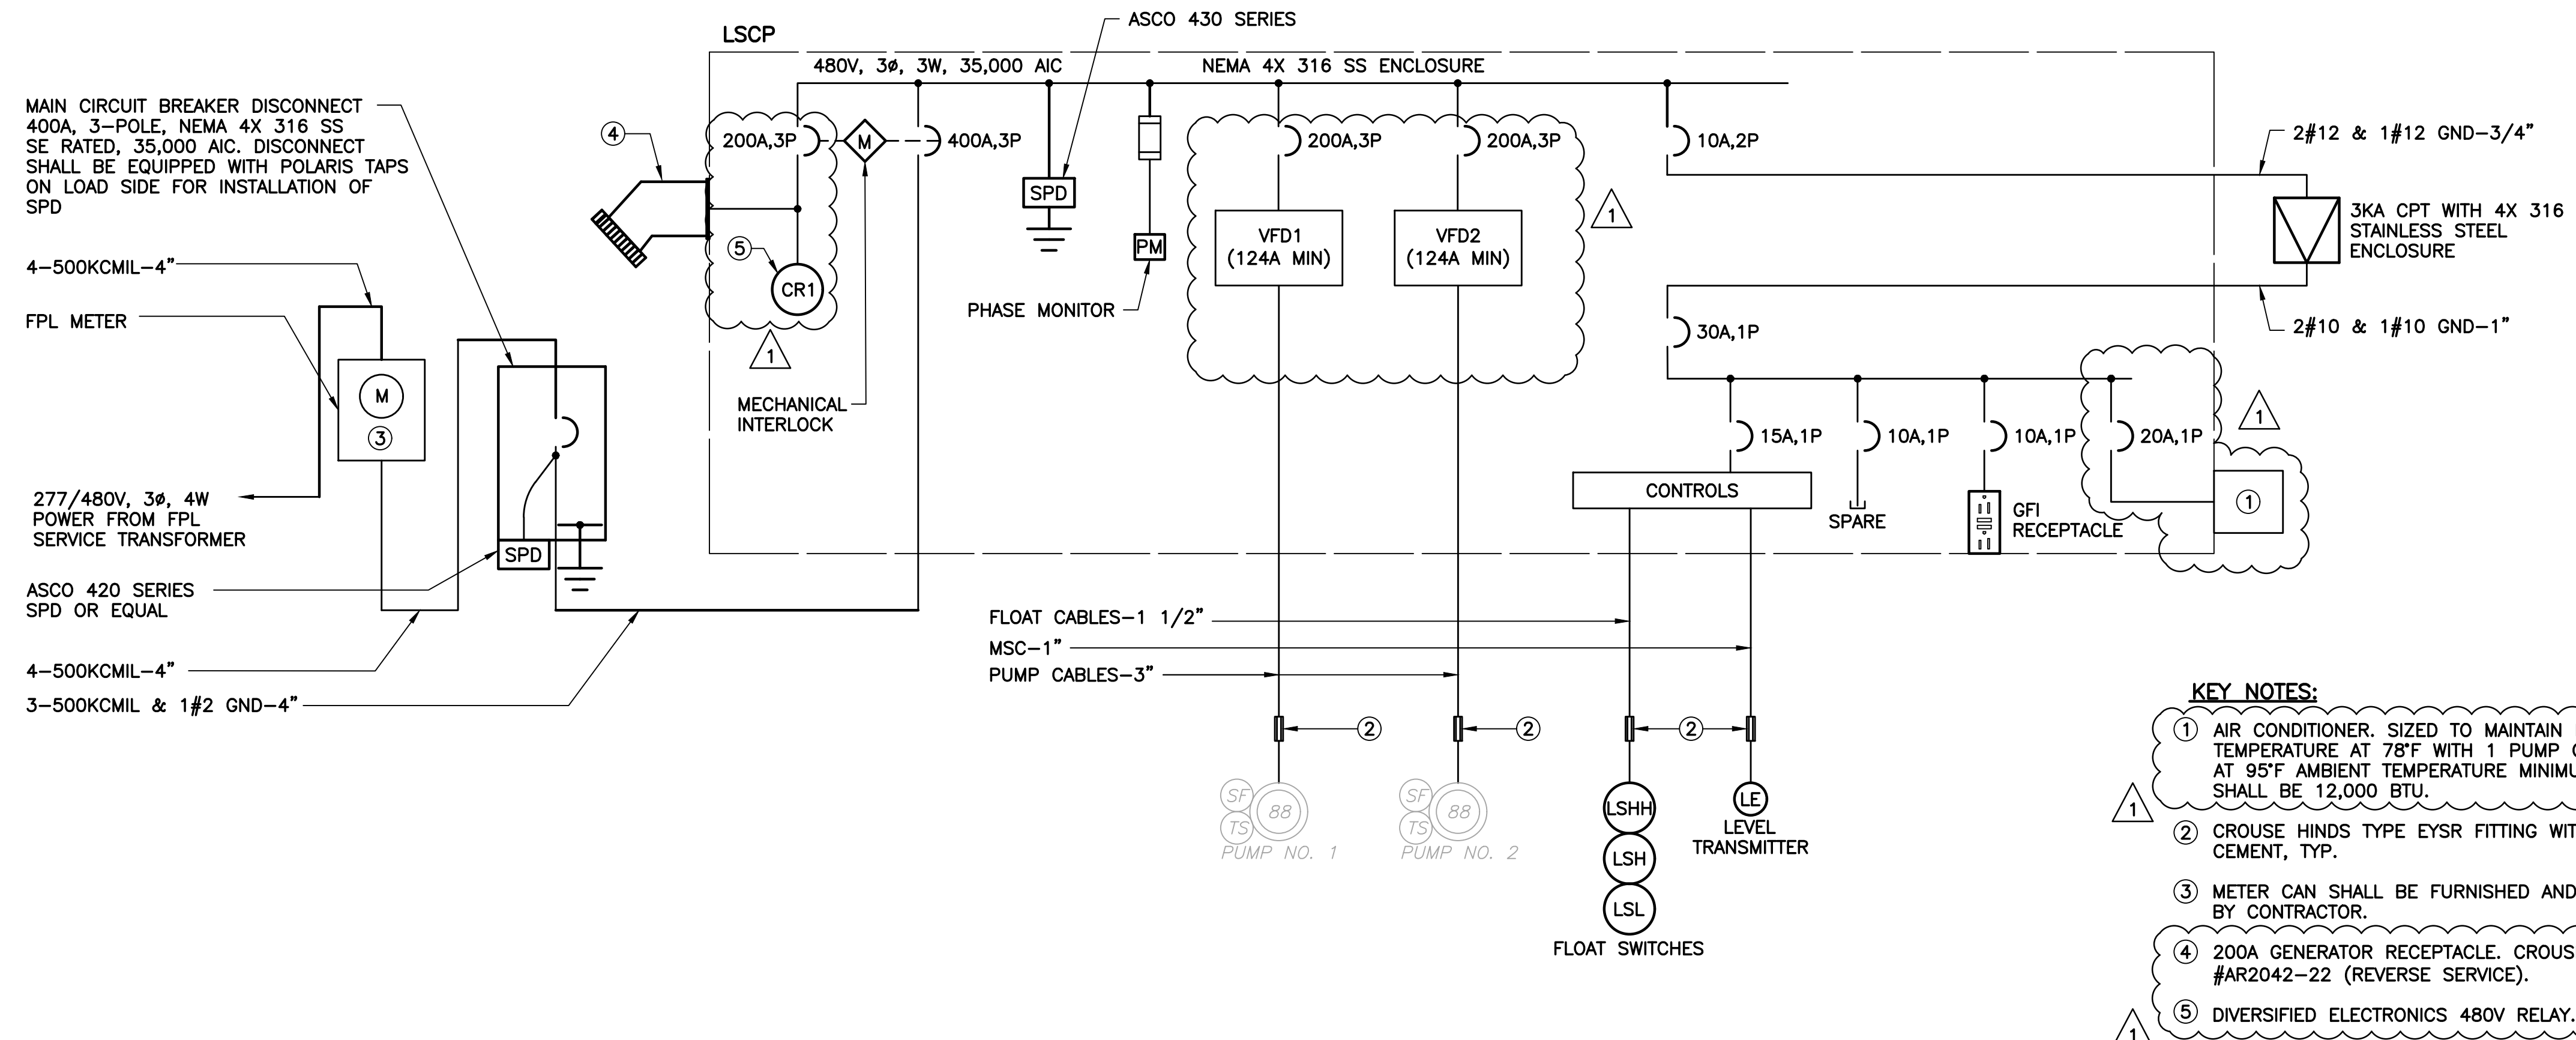 ASCO 430 SERIES
LSCP
480V, 3ø, 3W, 35,000 AIC
NEMA 4X 316 SS ENCLOSURE
MAIN CIRCUIT BREAKER DISCONNECT
400A, 3-POLE, NEMA 4X 316 SS
SE RATED, 35,000 AIC. DISCONNECT
SHALL BE EQUIPPED WITH POLARIS TAPS
ON LOAD SIDE FOR INSTALLATION OF
SPD
4-500KCMIL-4"
FPL METER
M
3
277/480V, 3ø, 4W
POWER FROM FPL
SERVICE TRANSFORMER
SPD
ASCO 420 SERIES
SPD OR EQUAL
4-500KCMIL-4"
3-500KCMIL & 1#2 GND-4"
4
200A,3P
M
400A,3P
5
CR1
1
MECHANICAL
INTERLOCK
SPD
PM
PHASE MONITOR
200A,3P
200A,3P
VFD1
(124A MIN)
VFD2
(124A MIN)
1
10A,2P
2#12 & 1#12 GND-3/4"
3KA CPT WITH 4X 316
STAINLESS STEEL
ENCLOSURE
2#10 & 1#10 GND-1"
30A,1P
15A,1P
10A,1P
10A,1P
20A,1P
1
CONTROLS
SPARE
GFI
RECEPTACLE
1
FLOAT CABLES-1 1/2"
MSC-1"
PUMP CABLES-3"
2
2
2
SF
88
TS
PUMP NO. 1
SF
88
TS
PUMP NO. 2
LSHH
LSH
LSL
FLOAT SWITCHES
LE
LEVEL
TRANSMITTER
KEY NOTES:
1 AIR CONDITIONER. SIZED TO MAINTAIN
TEMPERATURE AT 78°F WITH 1 PUMP
AT 95°F AMBIENT TEMPERATURE
SHALL BE 12,000 BTU.
1
2 CROUSE HINDS TYPE EYSR FITTING
CEMENT, TYP.
3 METER CAN SHALL BE FURNISHED AND
BY CONTRACTOR.
4 200A GENERATOR RECEPTACLE.
#AR2042-22 (REVERSE SERVICE).
5 DIVERSIFIED ELECTRONICS 480V RELAY.
1